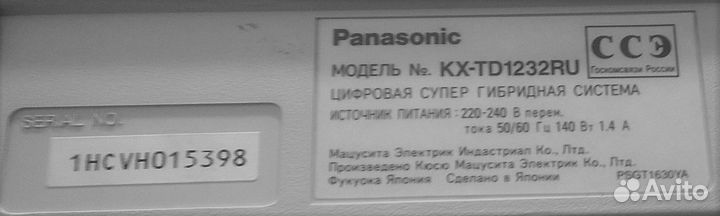 SERIAL NO.
1HCVH015398
Panasonic
МОДЕЛЬ №. KX-TD1232RU
ССЭ
Госкомсвязи России
ЦИФРОВАЯ СУПЕР ГИБРИДНАЯ СИСТЕМА
ИСТОЧНИК ПИТАНИЯ : 220-240 В перем.
тока 50/60 Гц 140 Вт 1.4 А
Мацусита Электрик Индастриал Ко., Лтд.
Произведено Кюсю Мацусита Электрик Ко., Лтд.
Фукуока Япония Сделано в Японии
PSGT1630YA
Avito